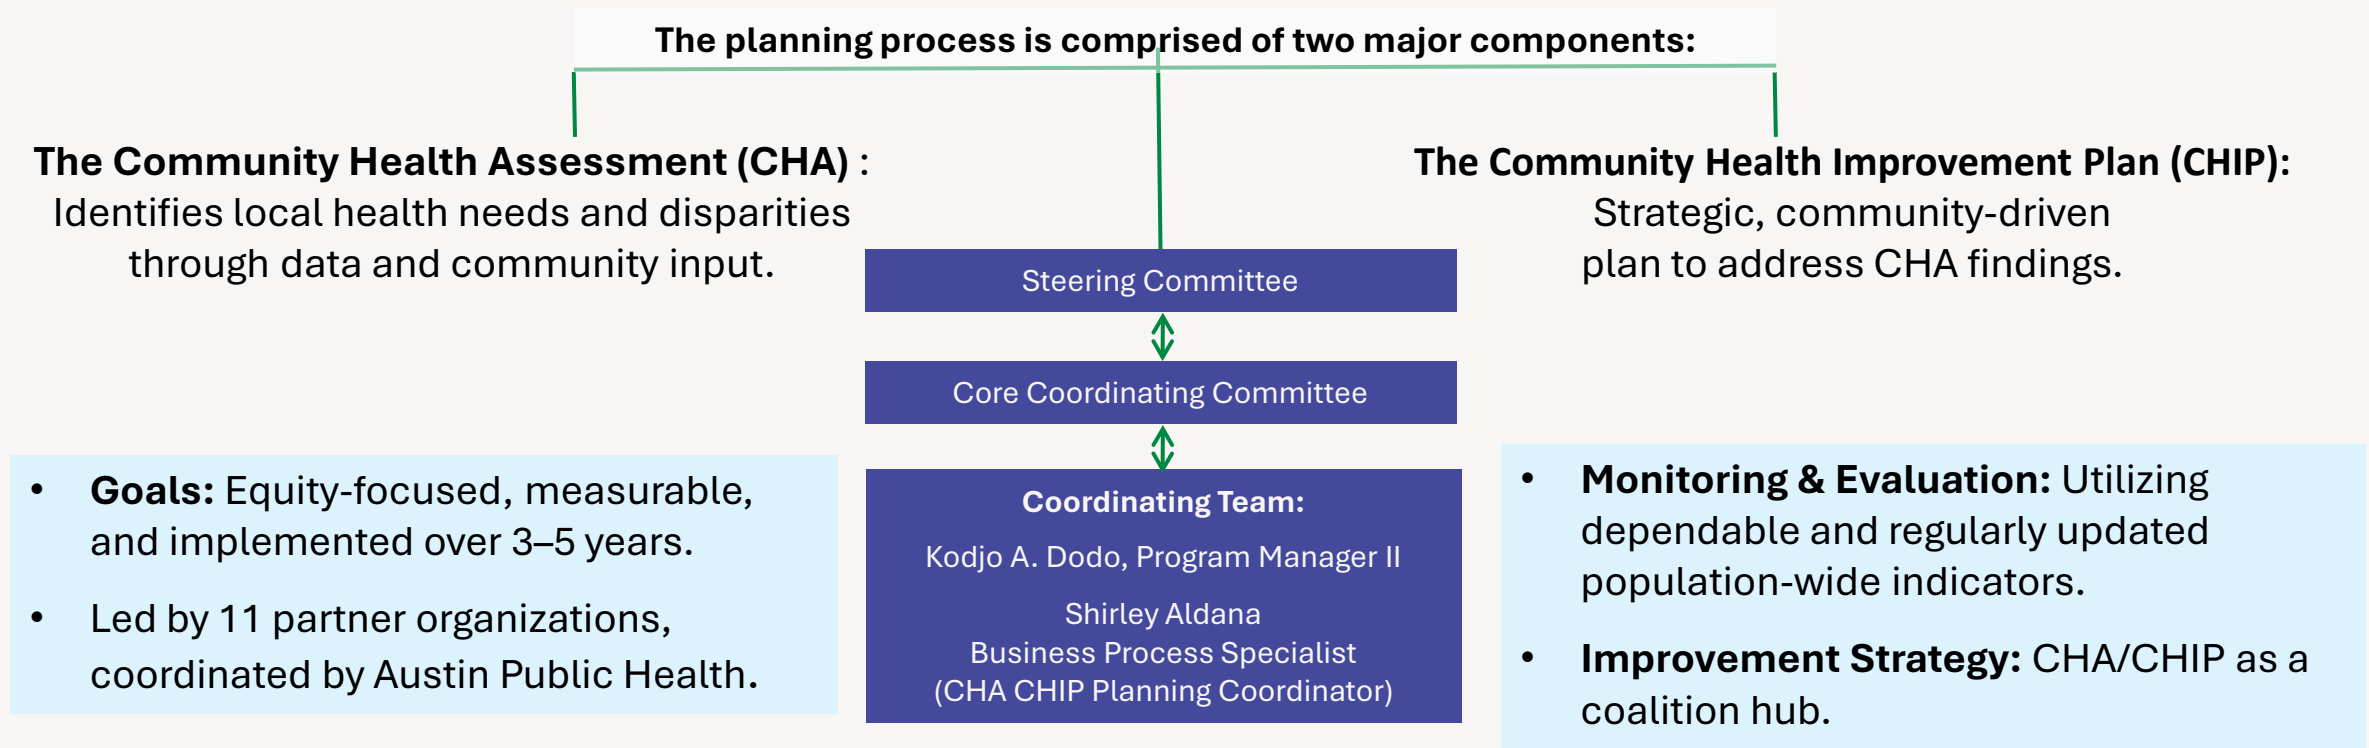 The planning process is comprised of two major components:
The Community Health Assessment (CHA) :
Identifies local health needs and disparities
through data and community input.
The Community Health Improvement Plan (CHIP):
Strategic, community-driven
plan to address CHA findings.
Steering Committee
Core Coordinating Committee
Coordinating Team:
Kodjo A. Dodo, Program Manager II
Shirley Aldana
Business Process Specialist
(CHA CHIP Planning Coordinator)
• Goals: Equity-focused, measurable,
and implemented over 3–5 years.
• Led by 11 partner organizations,
coordinated by Austin Public Health.
• Monitoring & Evaluation: Utilizing
dependable and regularly updated
population-wide indicators.
• Improvement Strategy: CHA/CHIP as a
coalition hub.